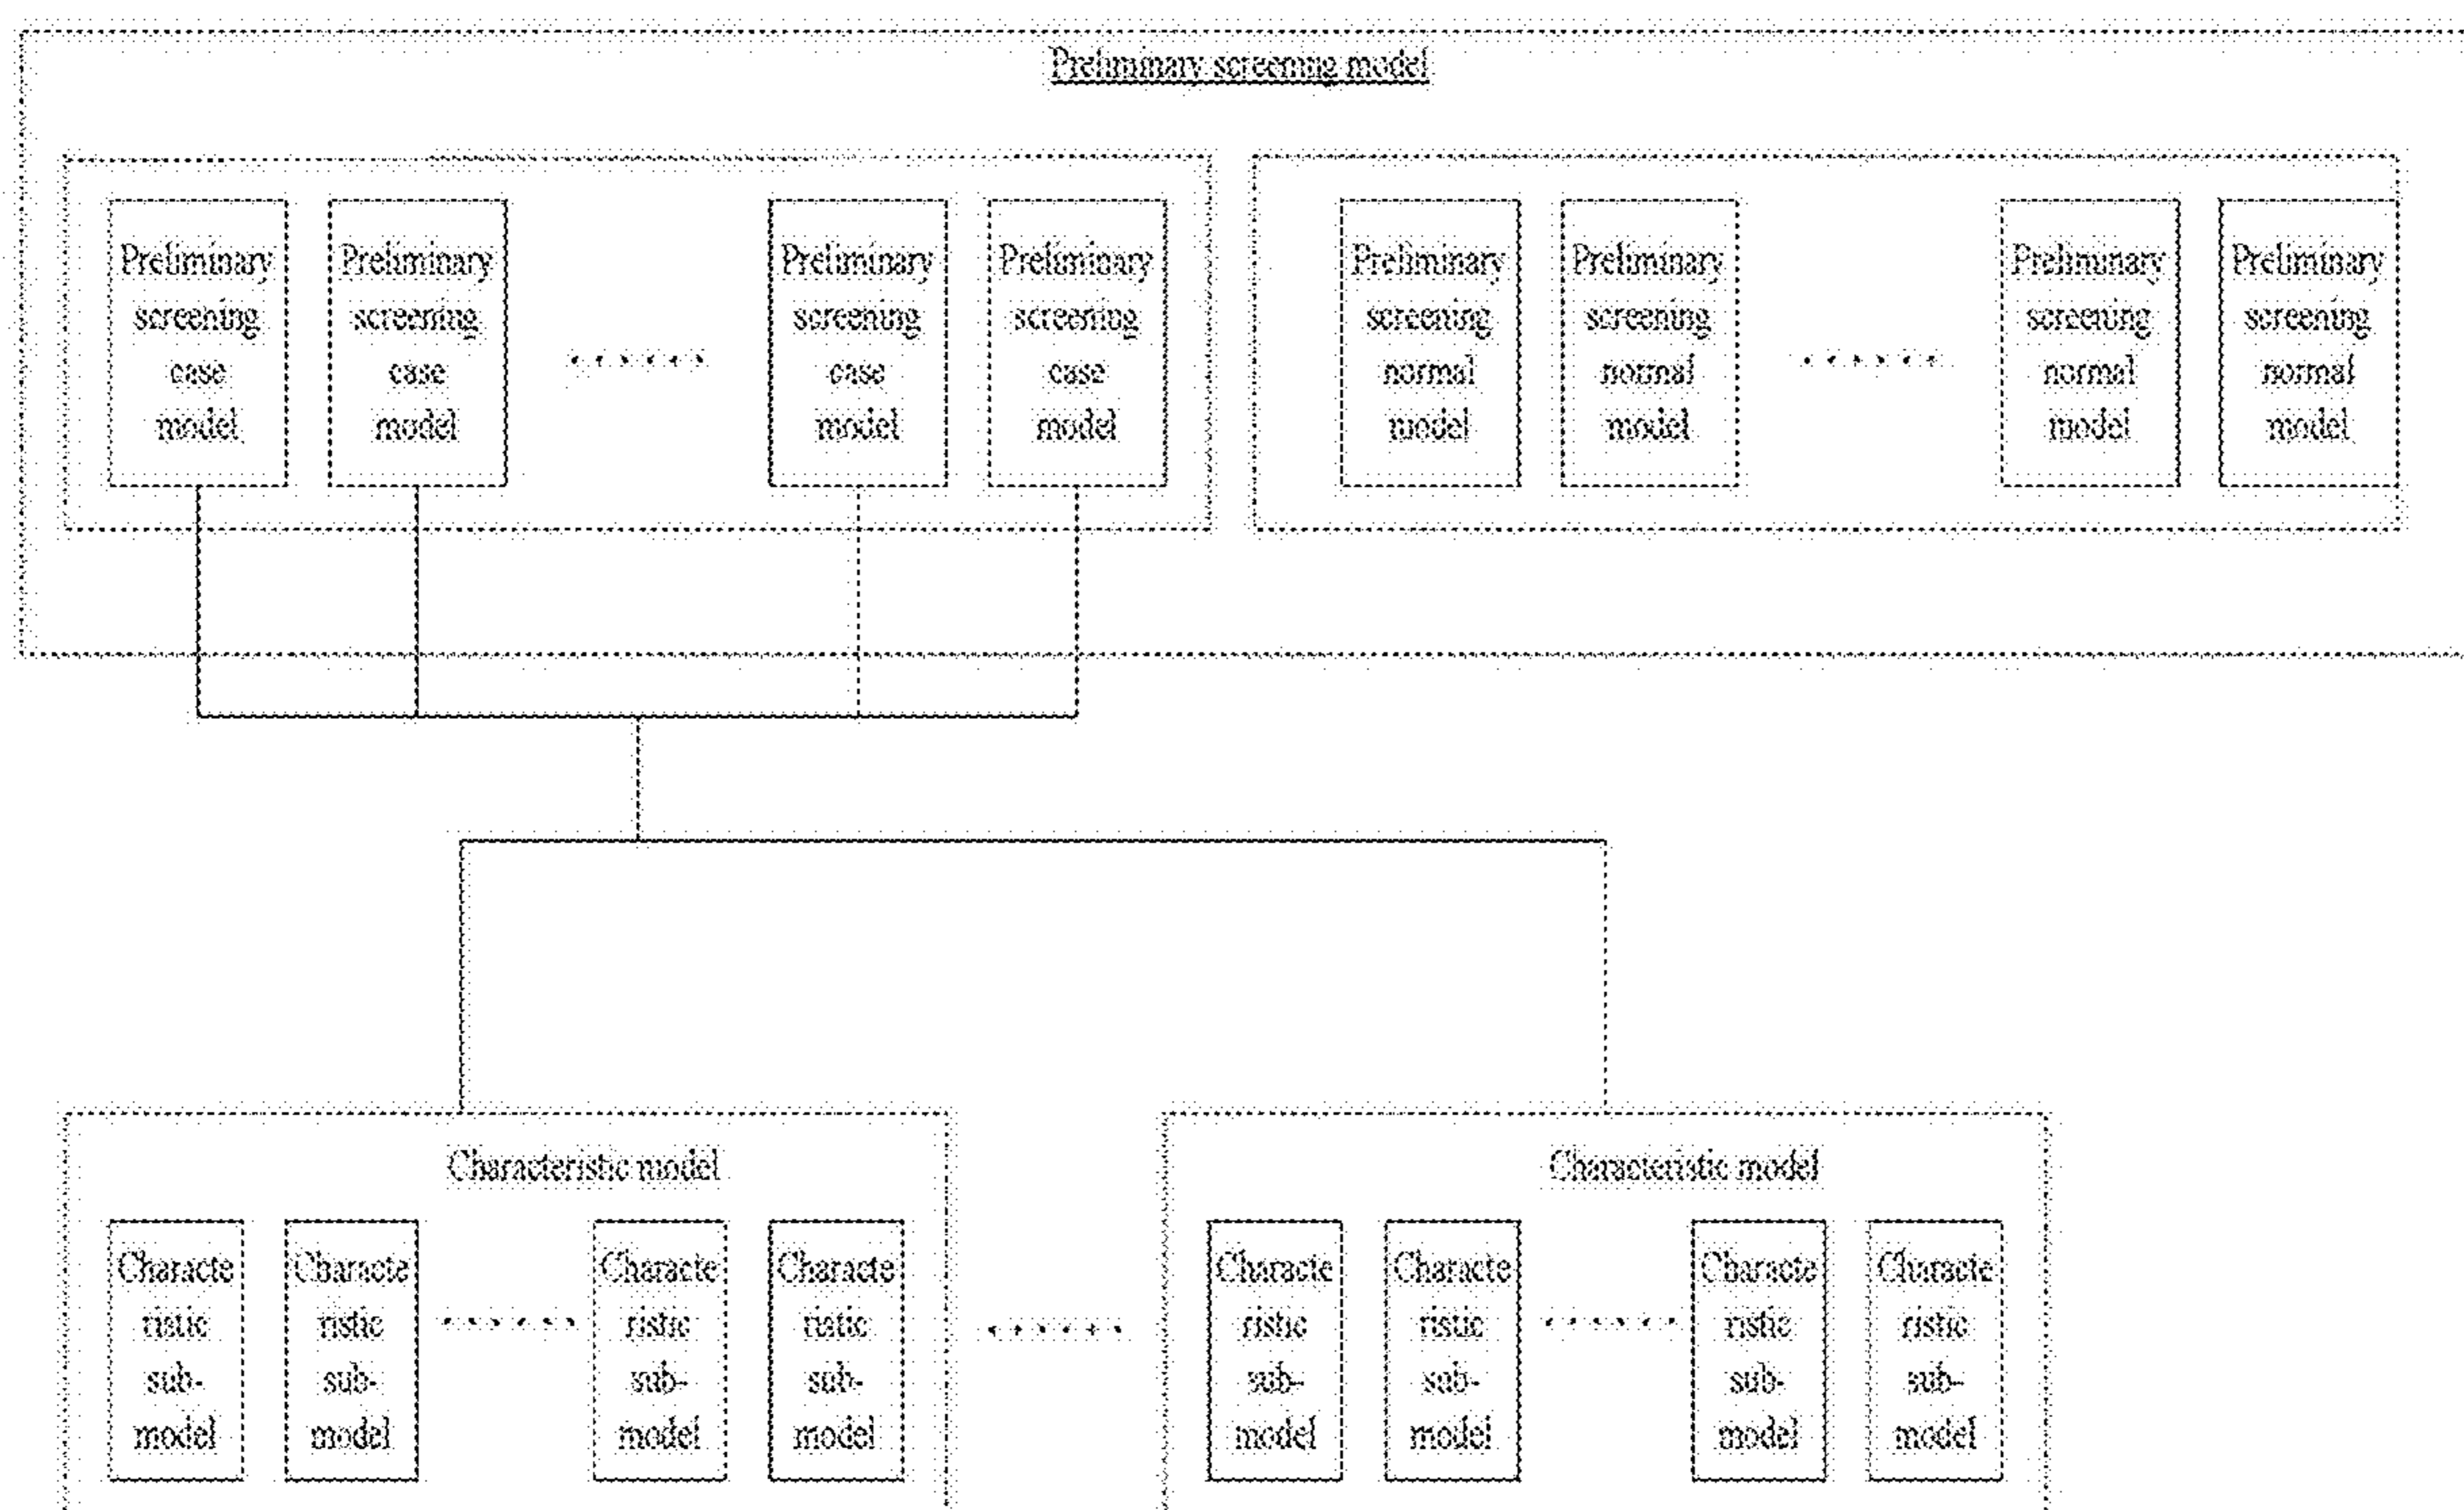 Preliminary screening model
Preliminary
screening
case
model
Preliminary
screening
case
model
......
Preliminary
screening
case
model
Preliminary
screening
case
model
Preliminary
screening
normal
model
Preliminary
screening
normal
model
......
Preliminary
screening
normal
model
Preliminary
screening
normal
model
Characteristic model
Characte
ristic
sub-
model
Characte
ristic
sub-
model
......
Characte
ristic
sub-
model
Characte
ristic
sub-
model
......
Characteristic model
Characte
ristic
sub-
model
Characte
ristic
sub-
model
......
Characte
ristic
sub-
model
Characte
ristic
sub-
model